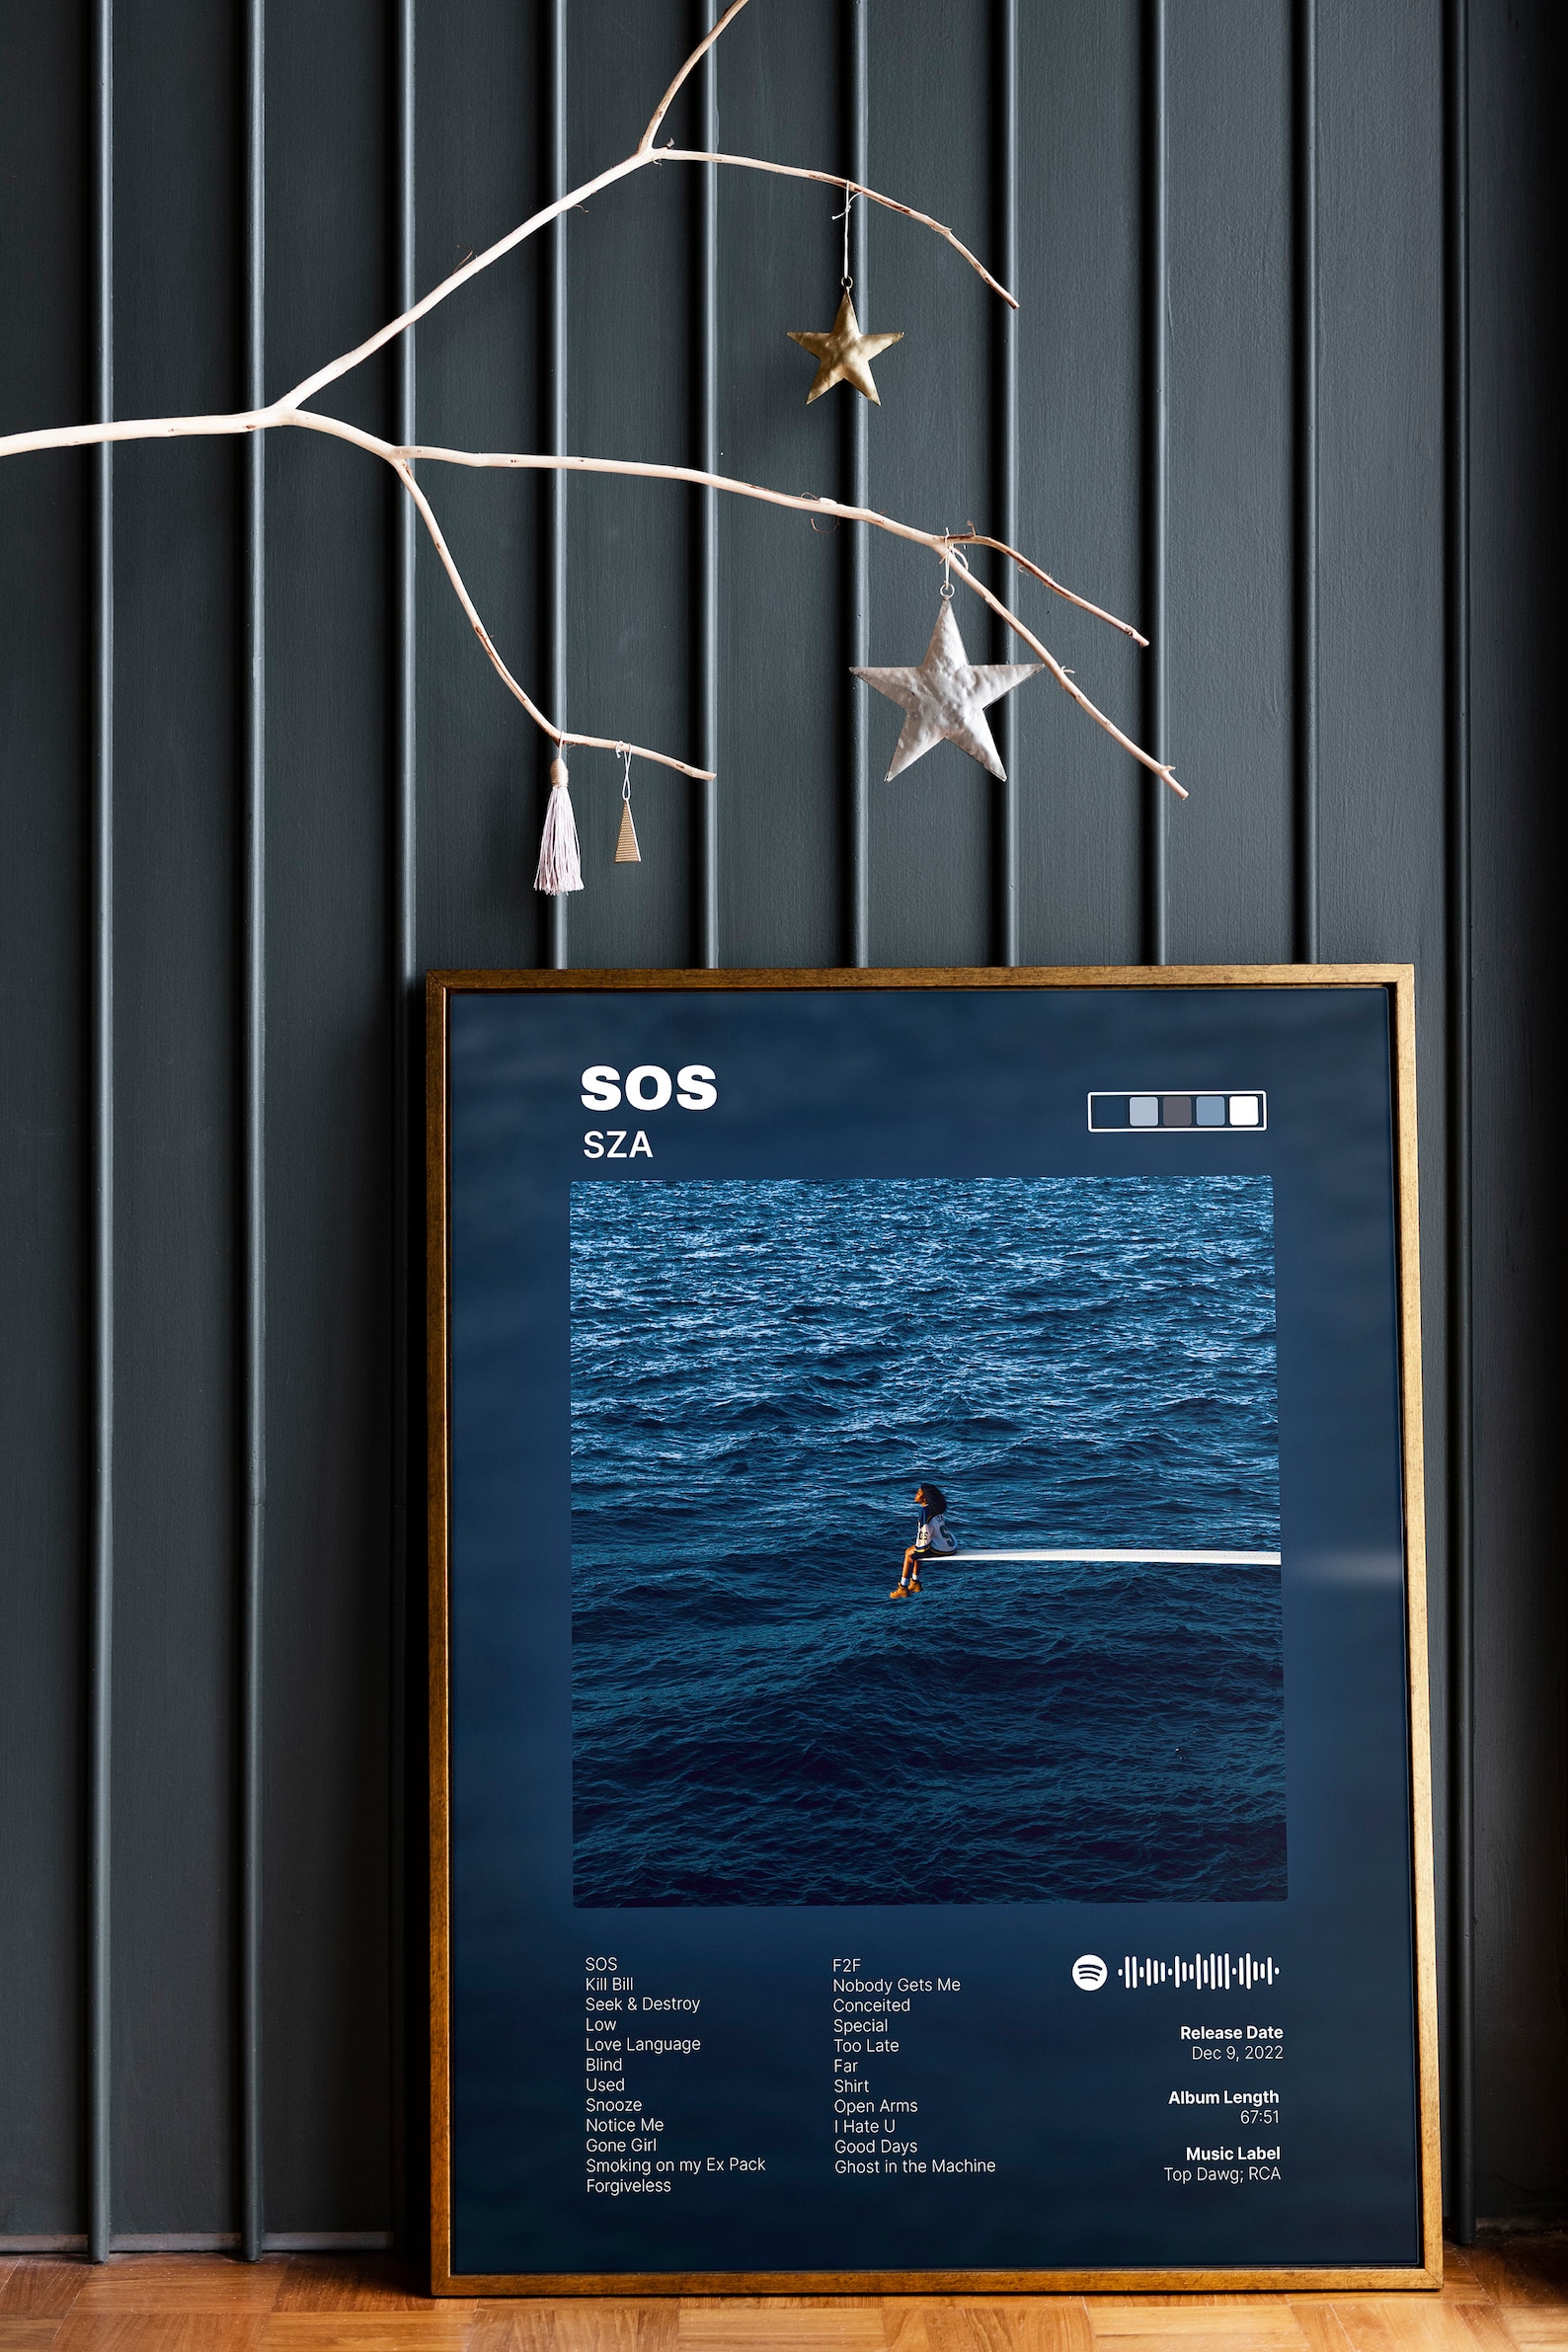 SOS
SZA
SOS
Kill Bill
Seek & Destroy
Low
Love Language
Blind
Used
Snooze
Notice Me
Gone Girl
Smoking on my Ex Pack
Forgiveless
F2F
Nobody Gets Me
Conceited
Special
Too Late
Far
Shirt
Open Arms
I Hate U
Good Days
Ghost in the Machine
Release Date
Dec 9, 2022
Album Length
67:51
Music Label
Top Dawg; RCA